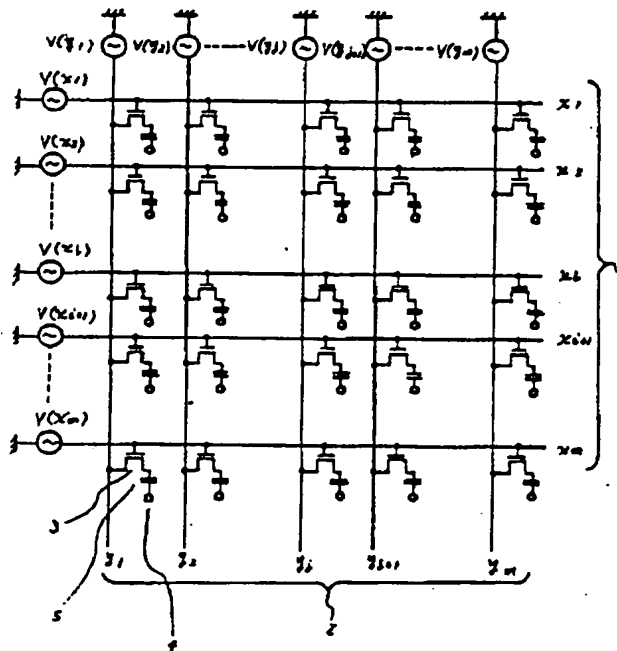 V(y1) V(y2) V(yj) V(yj+1) V(ym)
V(x1)
x1
V(x2)
x2
V(xi)
xi
V(xi+1)
xi+1
V(xm)
xm
3
y1 y2 yj yj+1 ym
5
4
2